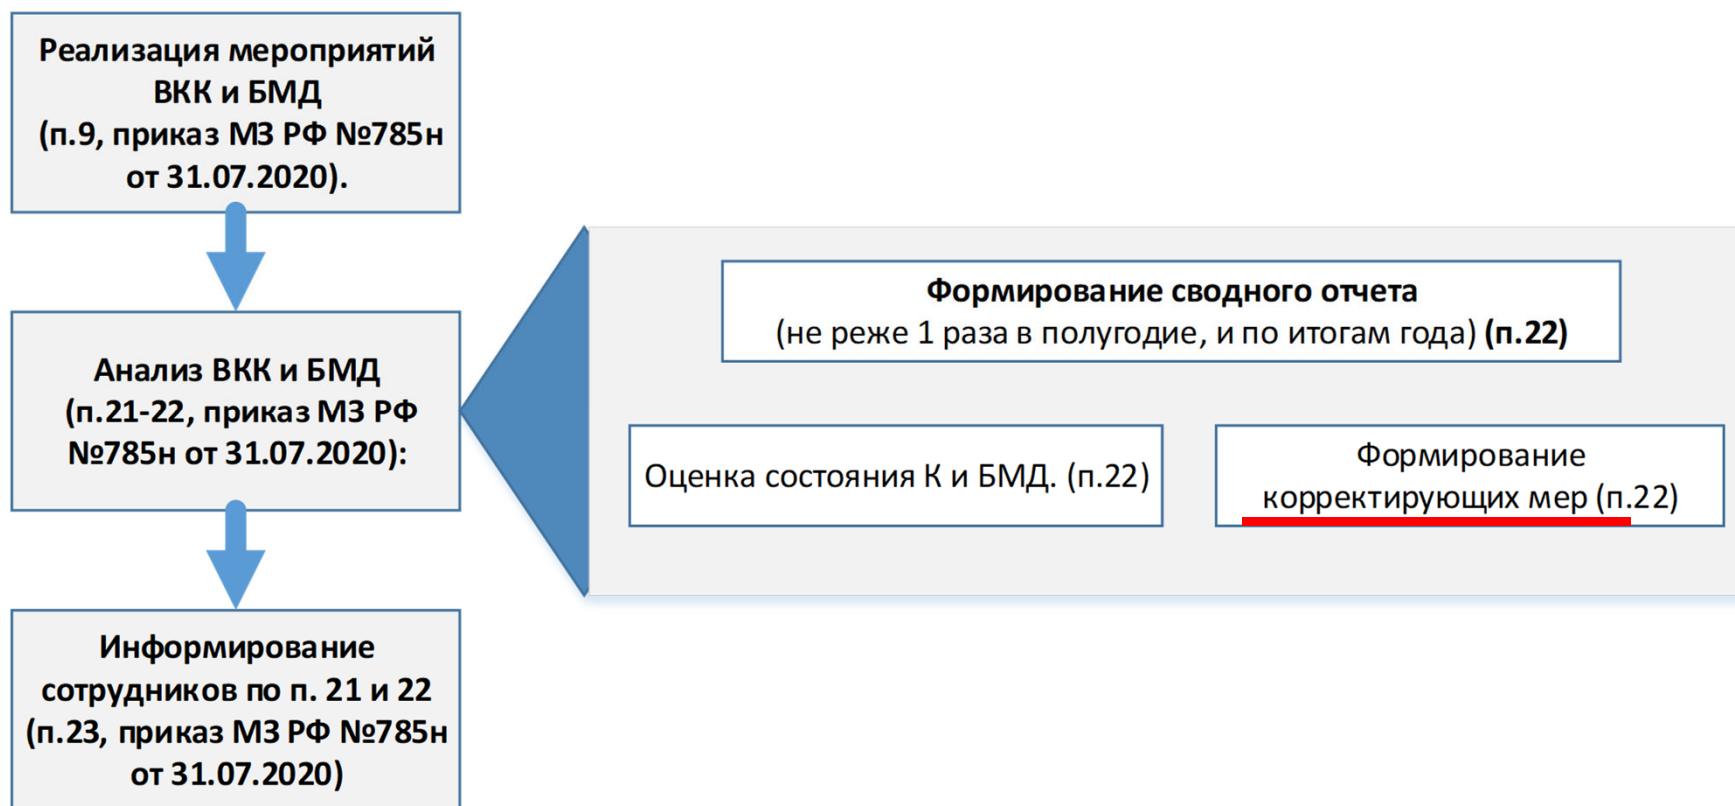 Реализация мероприятий
ВКК и БМД
(п.9, приказ МЗ РФ №785н
от 31.07.2020).
Анализ ВКК и БМД
(п.21-22, приказ МЗ РФ
№785н от 31.07.2020):
Формирование сводного отчета
(не реже 1 раза в полугодие, и по итогам года) (п.22)
Оценка состояния К и БМД. (п.22)
Формирование
корректирующих мер (п.22)
Информирование
сотрудников по п. 21 и 22
(п.23, приказ МЗ РФ №785н
от 31.07.2020)